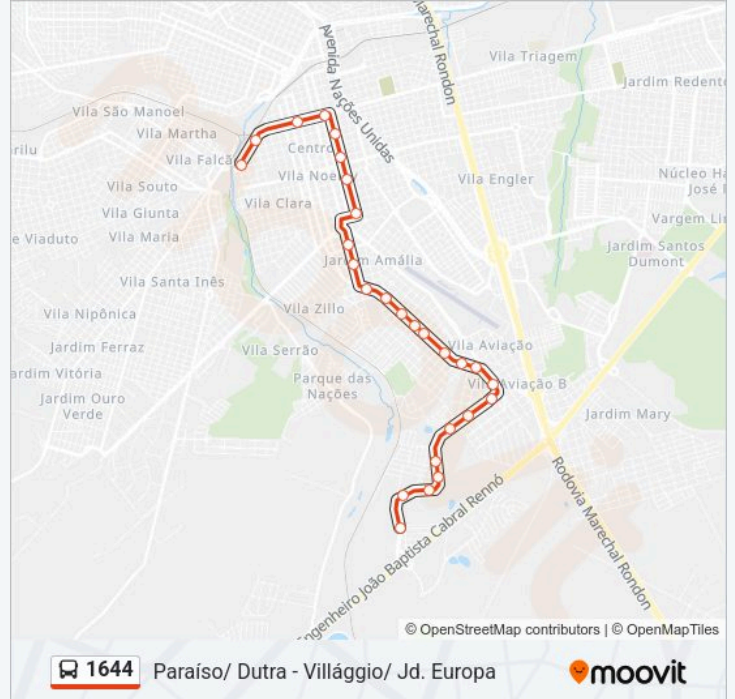 Marechal Rondon
Avenida Nações Unidas
Vila Triagem
Jardim Redento
Vila São Manoel
Vila Martha
rilu
Vila Falcão
Centro
Vila Noe
Vila Engler
Núcleo Ha
José I
Vila Souto
Vila Clara
Vila Giunta
Vargem Lim
e Viaduto
Vila Maria
Jardim Santos
Dumont
Jardim Amália
Vila Santa Inês
Vila Nipônica
Vila Zillo
Jardim Ferraz
Vila Serrão
Vila Aviação
ardim Vitória
Parque das
Nações
Vila Aviação B
Jardim Ouro
Verde
Jardim Mary
Rodovia Marechal Rondon
Engenheiro João Baptista Cabral Rennó
© OpenStreetMap contributors | © OpenMapTiles
1644 Paraíso/ Dutra - Villággio/ Jd. Europa
moovit